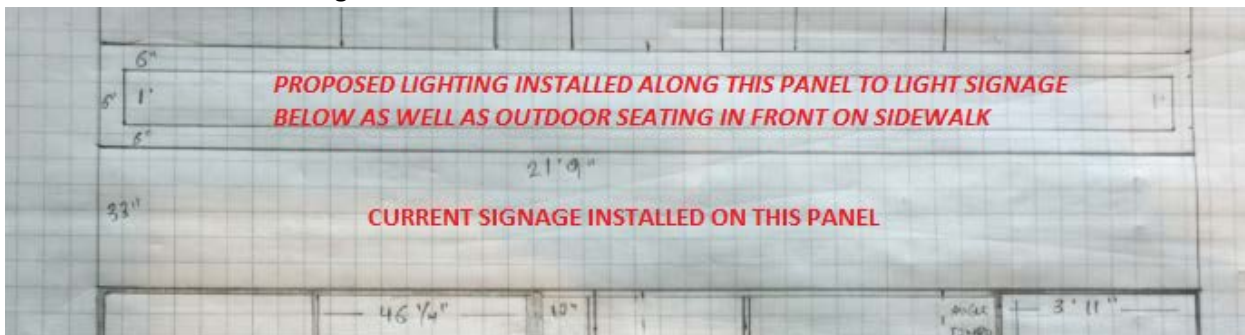 6"
PROPOSED LIGHTING INSTALLED ALONG THIS PANEL TO LIGHT SIGNAGE
6" 1' 1'
BELOW AS WELL AS OUTDOOR SEATING IN FRONT ON SIDEWALK
6"
21'9"
33"
CURRENT SIGNAGE INSTALLED ON THIS PANEL
46 1/4" 10" 3'11"